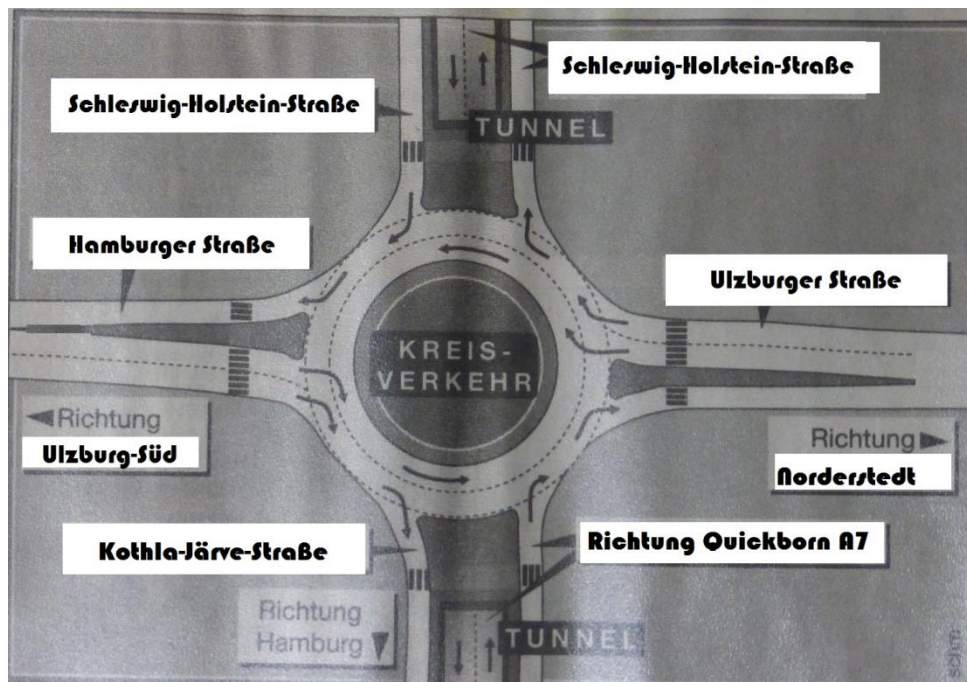 Schleswig-Holstein-Straße
Schleswig-Holstein-Straße
TUNNEL
Hamburger Straße
Ulzburger Straße
KREIS-
VERKEHR
Richtung
Ulzburg-Süd
Richtung
Norderstedt
Kothla-Järve-Straße
Richtung Quickborn A7
Richtung
Hamburg
TUNNEL